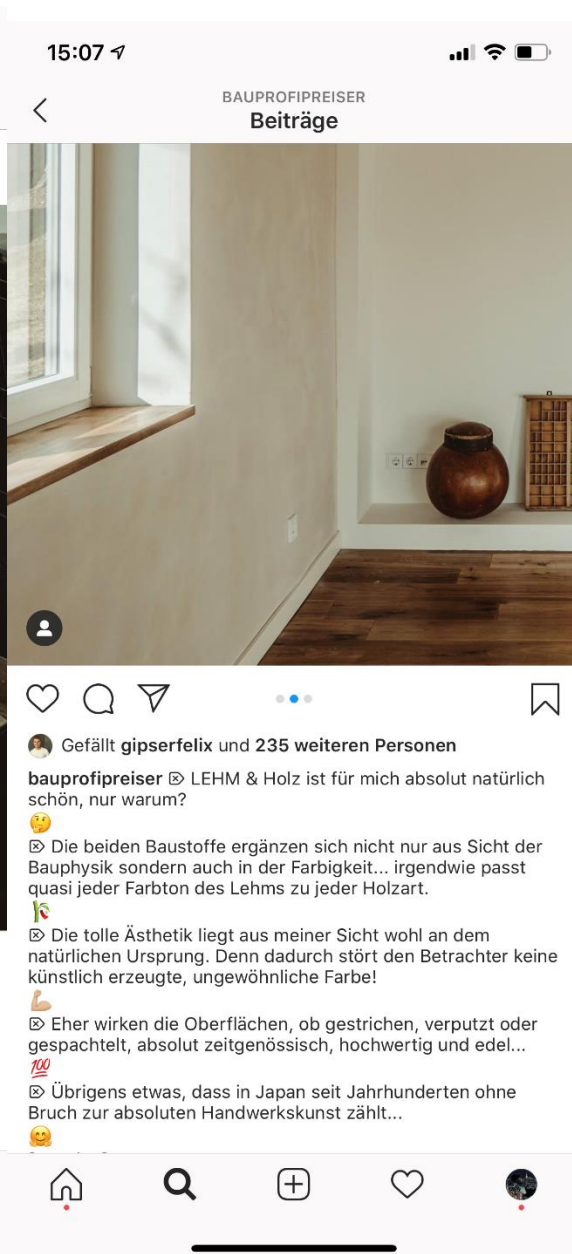 15:07
BAUPROFIPREISER
Beiträge
Gefällt gipserfelix und 235 weiteren Personen
bauprofipreiser LEHM & Holz ist für mich absolut natürlich
schön, nur warum?
🤔
Die beiden Baustoffe ergänzen sich nicht nur aus Sicht der
Bauphysik sondern auch in der Farbigkeit... irgendwie passt
quasi jeder Farbton des Lehms zu jeder Holzart.
Die tolle Ästhetik liegt aus meiner Sicht wohl an dem
natürlichen Ursprung. Denn dadurch stört den Betrachter keine
künstlich erzeugte, ungewöhnliche Farbe!
💪🏼
Eher wirken die Oberflächen, ob gestrichen, verputzt oder
gespachtelt, absolut zeitgenössisch, hochwertig und edel...
💯
Übrigens etwas, dass in Japan seit Jahrhunderten ohne
Bruch zur absoluten Handwerkskunst zählt...
🤗